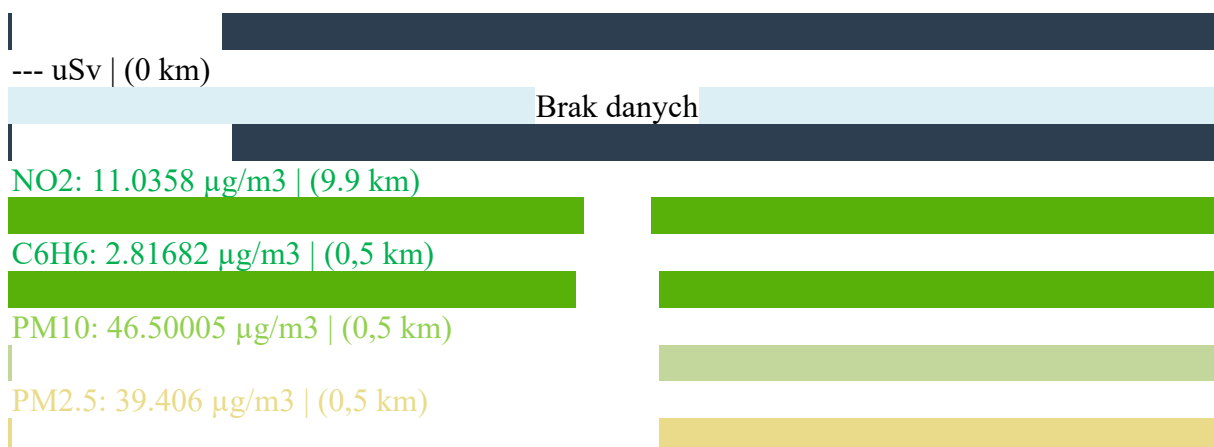 --- uSv | (0 km)
Brak danych
NO2: 11.0358 µg/m3 | (9.9 km)
C6H6: 2.81682 µg/m3 | (0,5 km)
PM10: 46.50005 µg/m3 | (0,5 km)
PM2.5: 39.406 µg/m3 | (0,5 km)